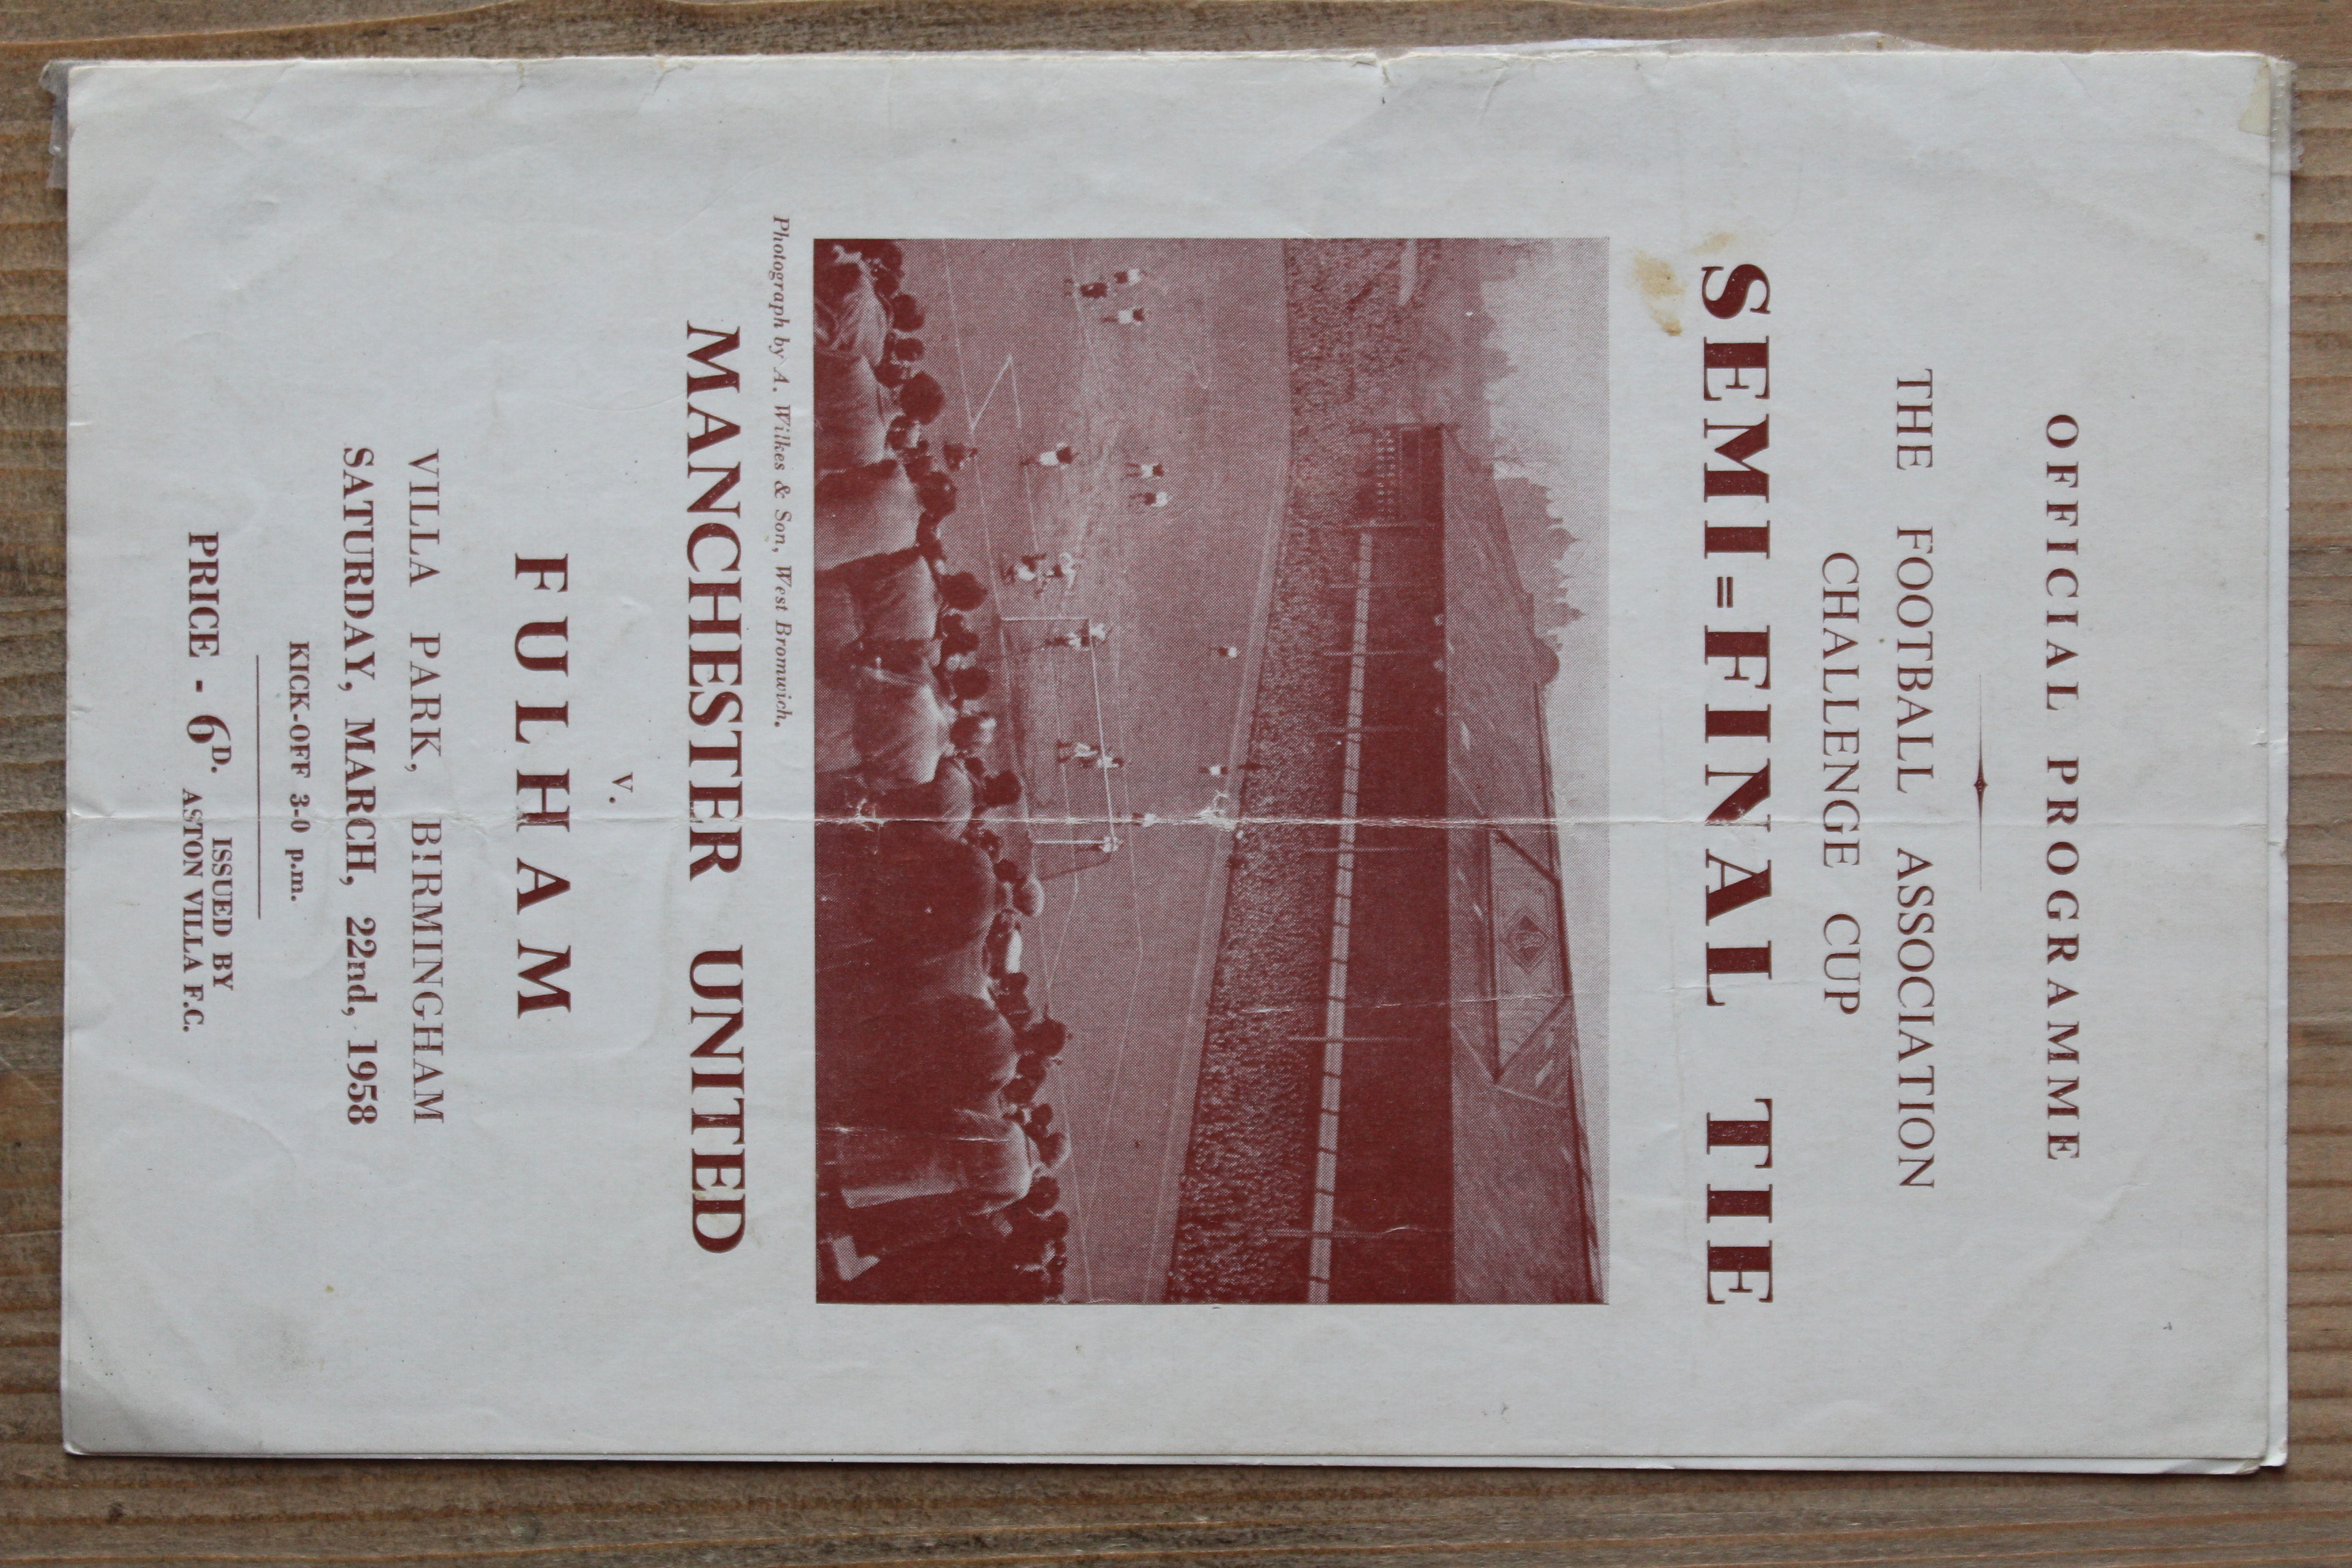 OFFICIAL PROGRAMME
THE FOOTBALL ASSOCIATION
CHALLENGE CUP
SEMI=FINAL TIE
Photograph by A. Wilkes & Son, West Bromwich.
MANCHESTER UNITED
v.
FULHAM
VILLA PARK, BIRMINGHAM
SATURDAY, MARCH, 22nd, 1958
KICK-OFF 3-0 p.m.
PRICE - 6D. ISSUED BY
ASTON VILLA F.C.